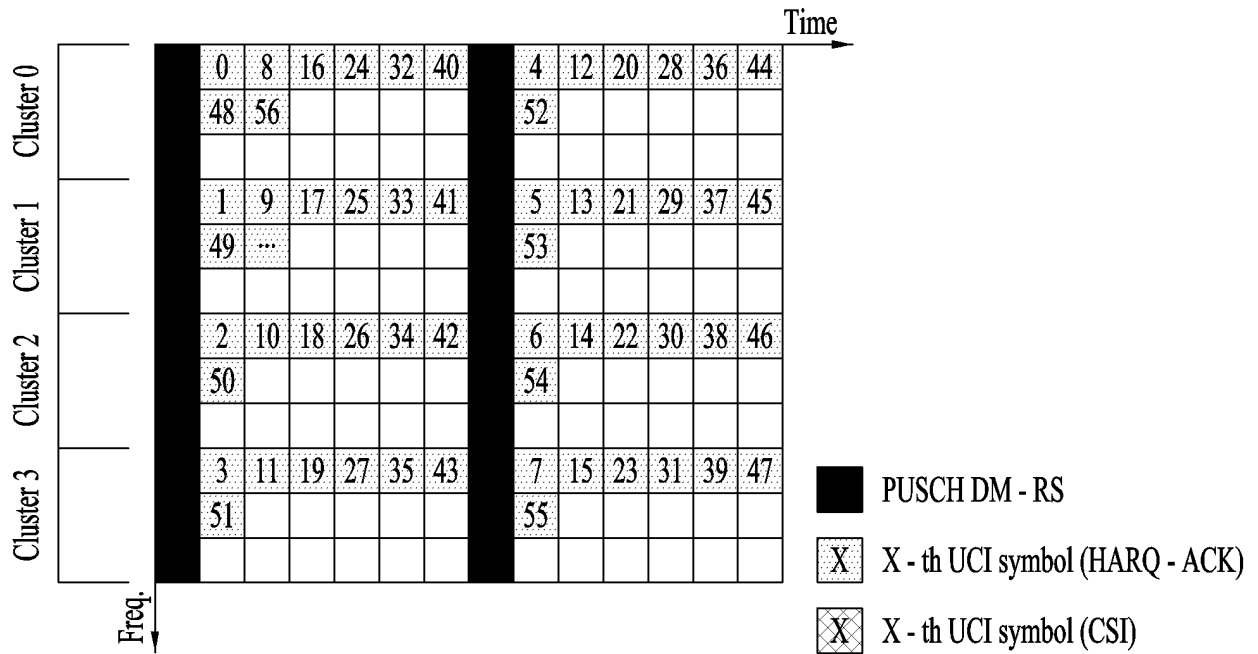 Time
Cluster 0
0 8 16 24 32 40 4 12 20 28 36 44
48 56 52
Cluster 1
1 9 17 25 33 41 5 13 21 29 37 45
49 ... 53
Cluster 2
2 10 18 26 34 42 6 14 22 30 38 46
50 54
Cluster 3
3 11 19 27 35 43 7 15 23 31 39 47
51 55
Freq.
PUSCH DM - RS
X X - th UCI symbol (HARQ - ACK)
X X - th UCI symbol (CSI)